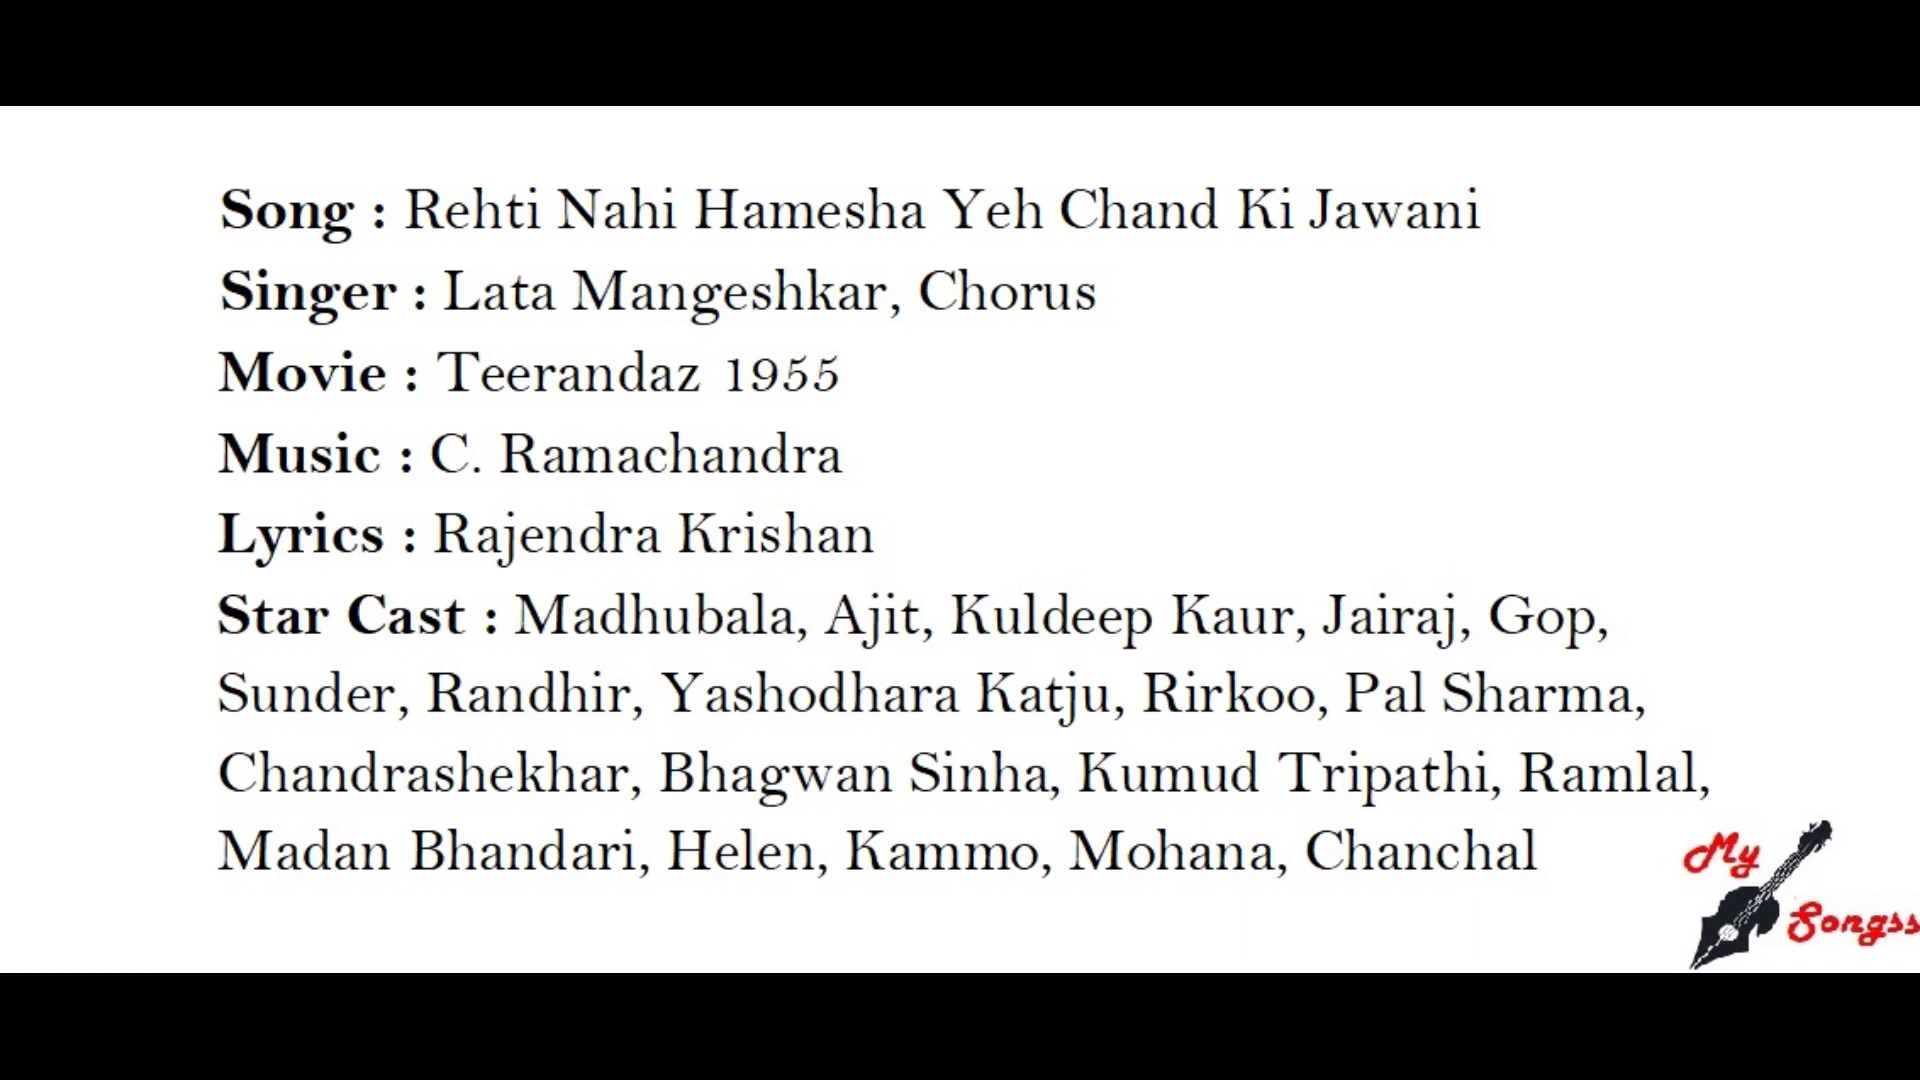 Song : Rehti Nahi Hamesha Yeh Chand Ki Jawani
Singer : Lata Mangeshkar, Chorus
Movie : Teerandaz 1955
Music : C. Ramachandra
Lyrics : Rajendra Krishan
Star Cast : Madhubala, Ajit, Kuldeep Kaur, Jairaj, Gop,
Sunder, Randhir, Yashodhara Katju, Rirkoo, Pal Sharma,
Chandrashekhar, Bhagwan Sinha, Kumud Tripathi, Ramlal,
Madan Bhandari, Helen, Kammo, Mohana, Chanchal
My
Songss